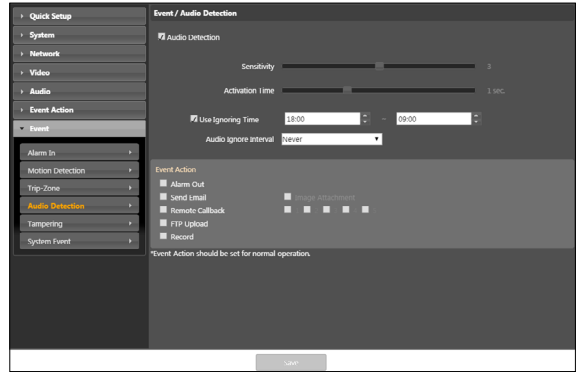 Quick Setup
System
Network
Video
Audio
Event Action
Event
Alarm In
Motion Detection
Trip-Zone
Audio Detection
Tampering
System Event
Event / Audio Detection
Audio Detection
Sensitivity 3
Activation Time 1 sec.
Use Ignoring Time 18:00 ~ 09:00
Audio Ignore Interval Never
Event Action
Alarm Out
Send Email Image Attachment
Remote Callback
FTP Upload
Record
*Event Action should be set for normal operation.
save